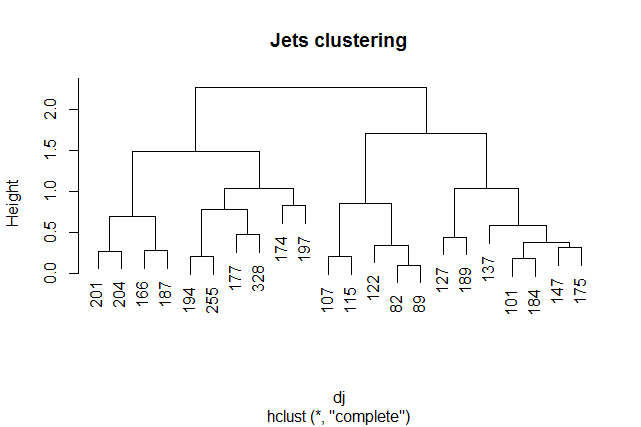 Jets clustering
Height
0.0 0.5 1.0 1.5 2.0
201 204 166 187 194 255 177 328 174 197 107 115 122 82 89 127 189 137 101 184 147 175
dj
hclust (*, "complete")